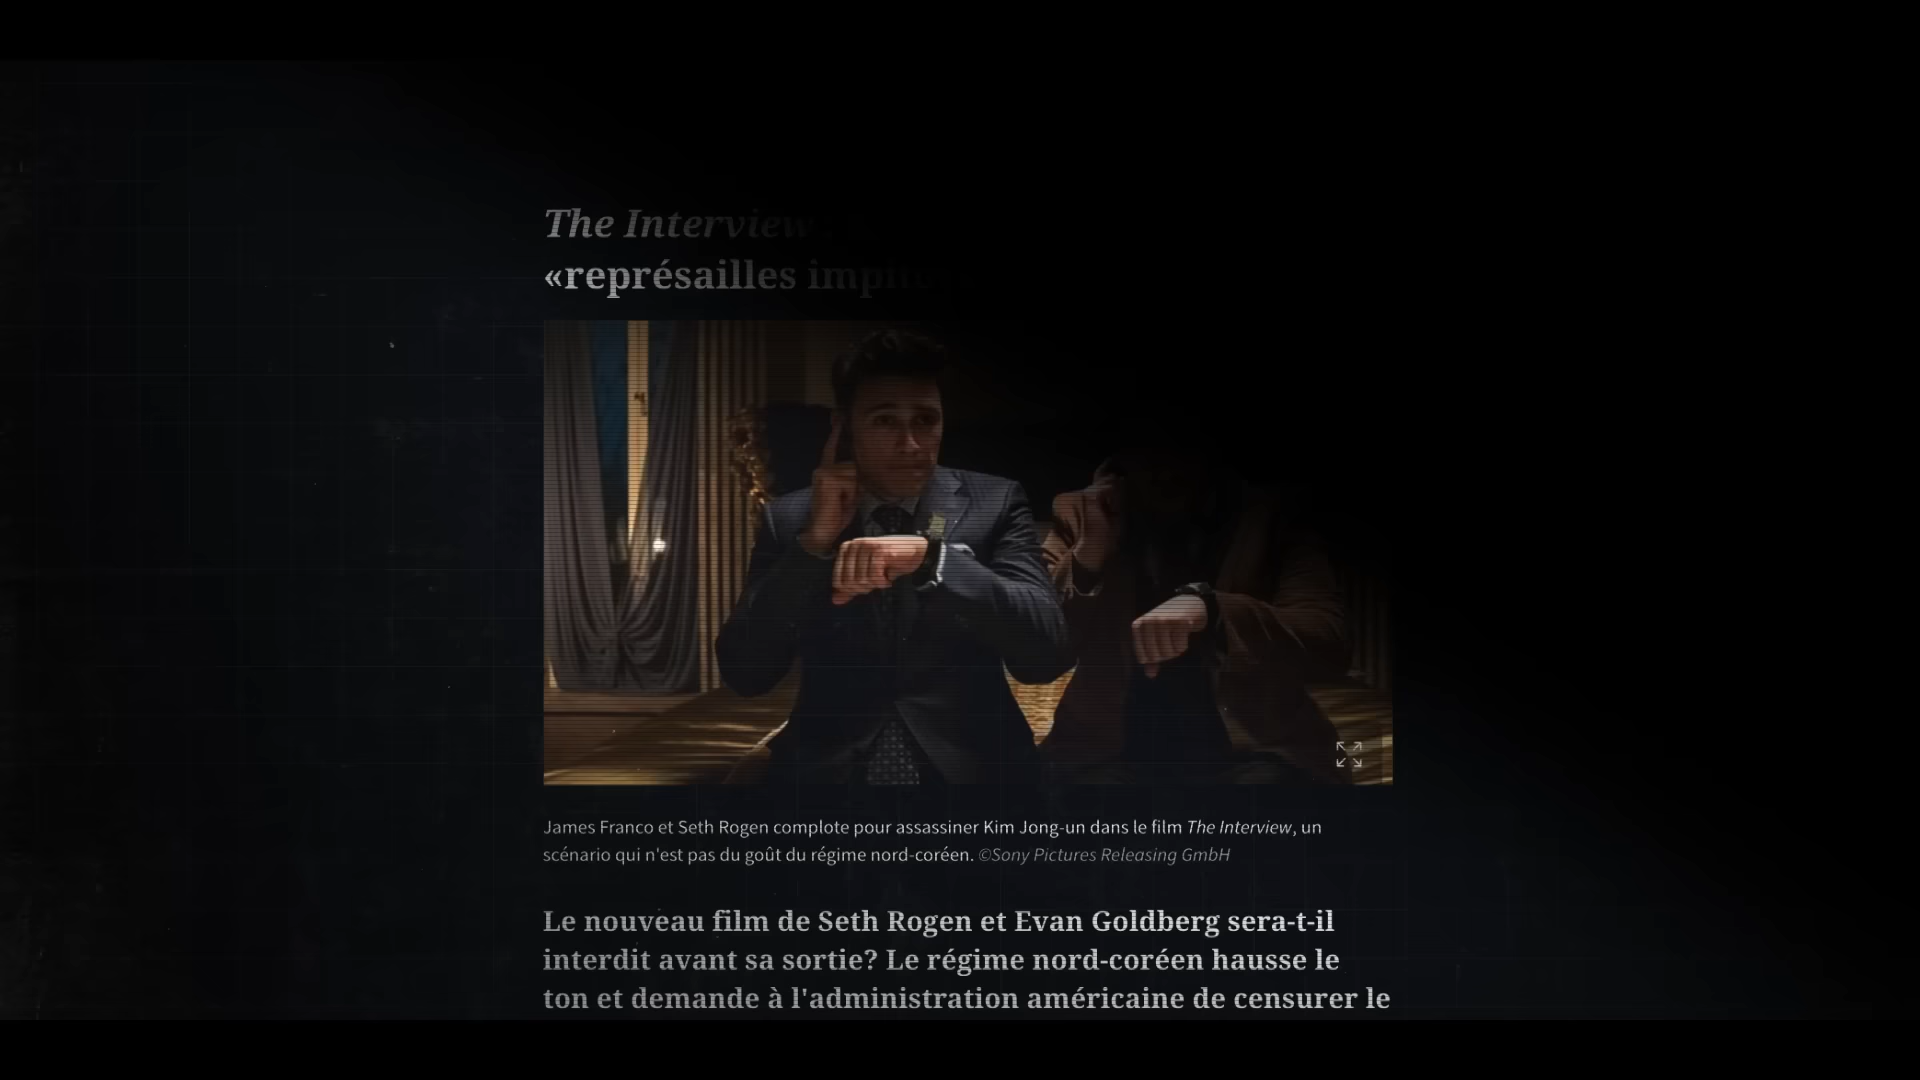 The Interview
«représailles
James Franco et Seth Rogen complote pour assassiner Kim Jong-un dans le film The Interview, un
scénario qui n'est pas du goût du régime nord-coréen. ©Sony Pictures Releasing GmbH
Le nouveau film de Seth Rogen et Evan Goldberg sera-t-il
interdit avant sa sortie? Le régime nord-coréen hausse le
ton et demande à l'administration américaine de censurer le